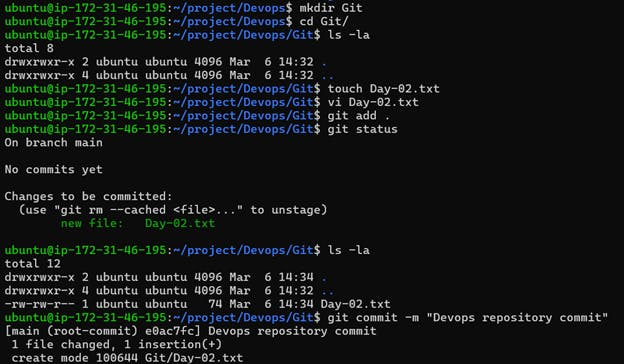 ubuntu@ip-172-31-46-195:~/project/Devops$ mkdir Git
ubuntu@ip-172-31-46-195:~/project/Devops$ cd Git/
ubuntu@ip-172-31-46-195:~/project/Devops/Git$ ls -la
total 8
drwxrwxr-x 2 ubuntu ubuntu 4096 Mar  6 14:32 .
drwxrwxr-x 4 ubuntu ubuntu 4096 Mar  6 14:32 ..
ubuntu@ip-172-31-46-195:~/project/Devops/Git$ touch Day-02.txt
ubuntu@ip-172-31-46-195:~/project/Devops/Git$ vi Day-02.txt
ubuntu@ip-172-31-46-195:~/project/Devops/Git$ git add .
ubuntu@ip-172-31-46-195:~/project/Devops/Git$ git status
On branch main
No commits yet
Changes to be committed:
  (use "git rm --cached <file>..." to unstage)
        new file:   Day-02.txt
ubuntu@ip-172-31-46-195:~/project/Devops/Git$ ls -la
total 12
drwxrwxr-x 2 ubuntu ubuntu 4096 Mar  6 14:34 .
drwxrwxr-x 4 ubuntu ubuntu 4096 Mar  6 14:32 ..
-rw-rw-r-- 1 ubuntu ubuntu   74 Mar  6 14:34 Day-02.txt
ubuntu@ip-172-31-46-195:~/project/Devops/Git$ git commit -m "Devops repository commit"
[main (root-commit) e0ac7fc] Devops repository commit
 1 file changed, 1 insertion(+)
 create mode 100644 Git/Day-02.txt